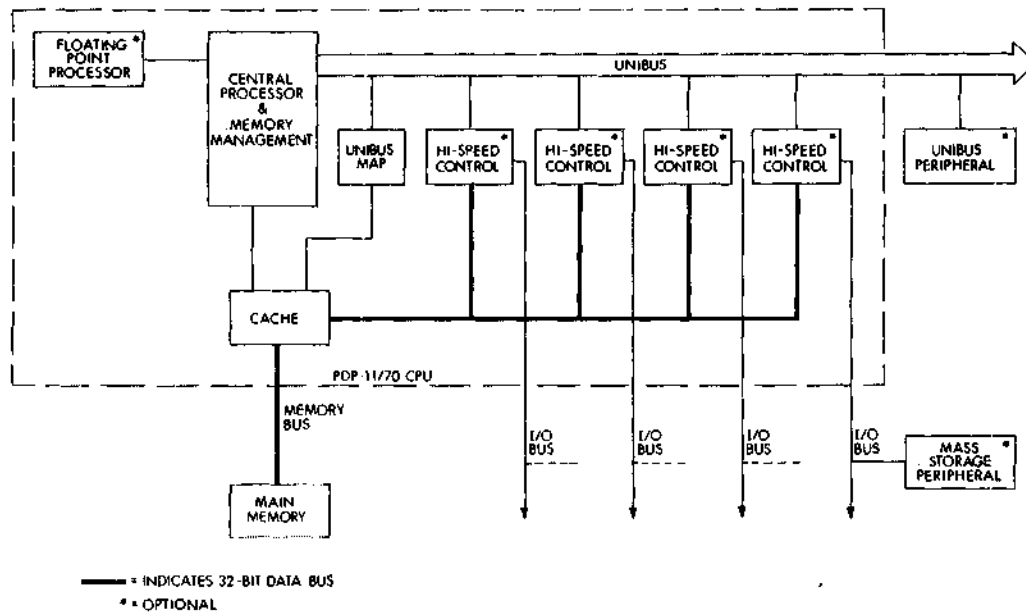 FLOATING *
POINT
PROCESSOR
CENTRAL
PROCESSOR
&
MEMORY
MANAGEMENT
UNIBUS
UNIBUS
MAP
HI-SPEED *
CONTROL
HI-SPEED *
CONTROL
HI-SPEED *
CONTROL
HI-SPEED *
CONTROL
UNIBUS *
PERIPHERAL
CACHE
PDP-11/70 CPU
MEMORY
BUS
I/O
BUS
I/O
BUS
I/O
BUS
I/O
BUS
MASS *
STORAGE
PERIPHERAL
MAIN
MEMORY
= INDICATES 32-BIT DATA BUS
* = OPTIONAL